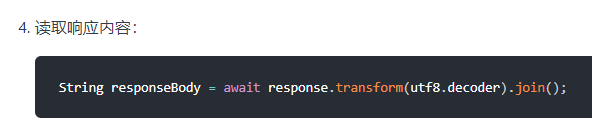 4. 读取响应内容：
String responseBody = await response.transform(utf8.decoder).join();